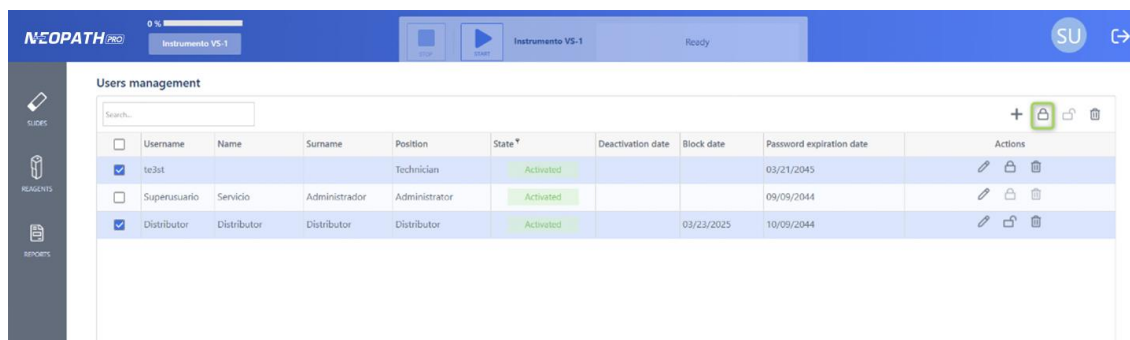 NEOPATH PRO
0 %
Instrumento VS-1
STOP
START
Instrumento VS-1
Ready
SU
SLIDES
REAGENTS
REPORTS
Users management
Search...
Username Name Surname Position State Deactivation date Block date Password expiration date Actions
te3st Technician Activated 03/21/2045
Superusuario Servicio Administrador Administrator Activated 09/09/2044
Distributor Distributor Distributor Distributor Activated 03/23/2025 10/09/2044